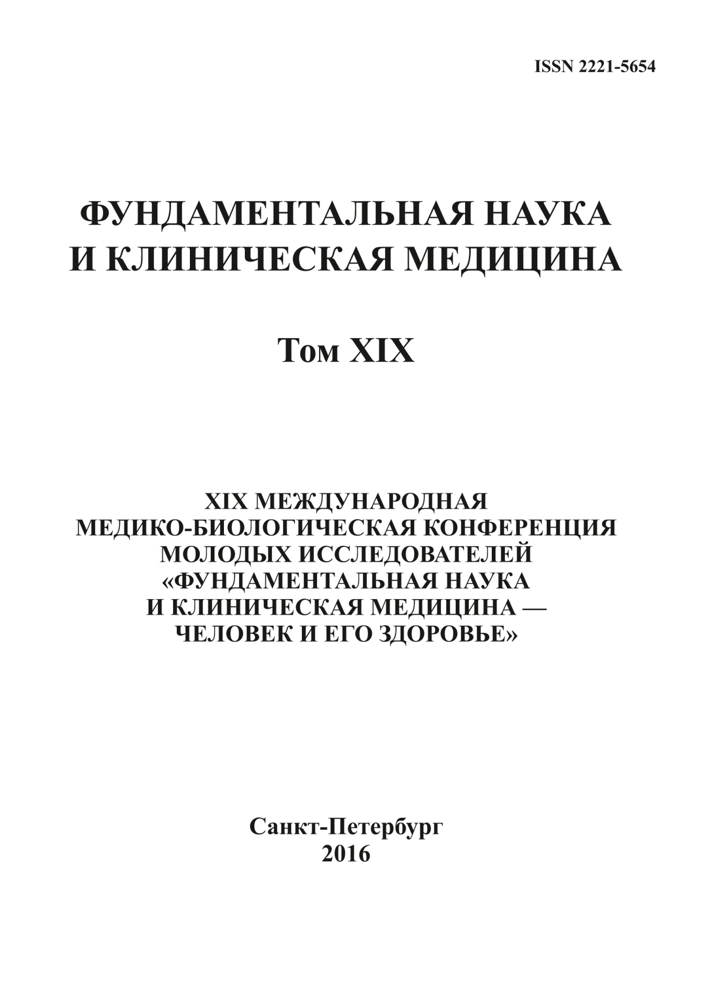 ISSN 2221-5654
ФУНДАМЕНТАЛЬНАЯ НАУКА
И КЛИНИЧЕСКАЯ МЕДИЦИНА
Том XIX
XIX МЕЖДУНАРОДНАЯ
МЕДИКО-БИОЛОГИЧЕСКАЯ КОНФЕРЕНЦИЯ
МОЛОДЫХ ИССЛЕДОВАТЕЛЕЙ
«ФУНДАМЕНТАЛЬНАЯ НАУКА
И КЛИНИЧЕСКАЯ МЕДИЦИНА —
ЧЕЛОВЕК И ЕГО ЗДОРОВЬЕ»
Санкт-Петербург
2016